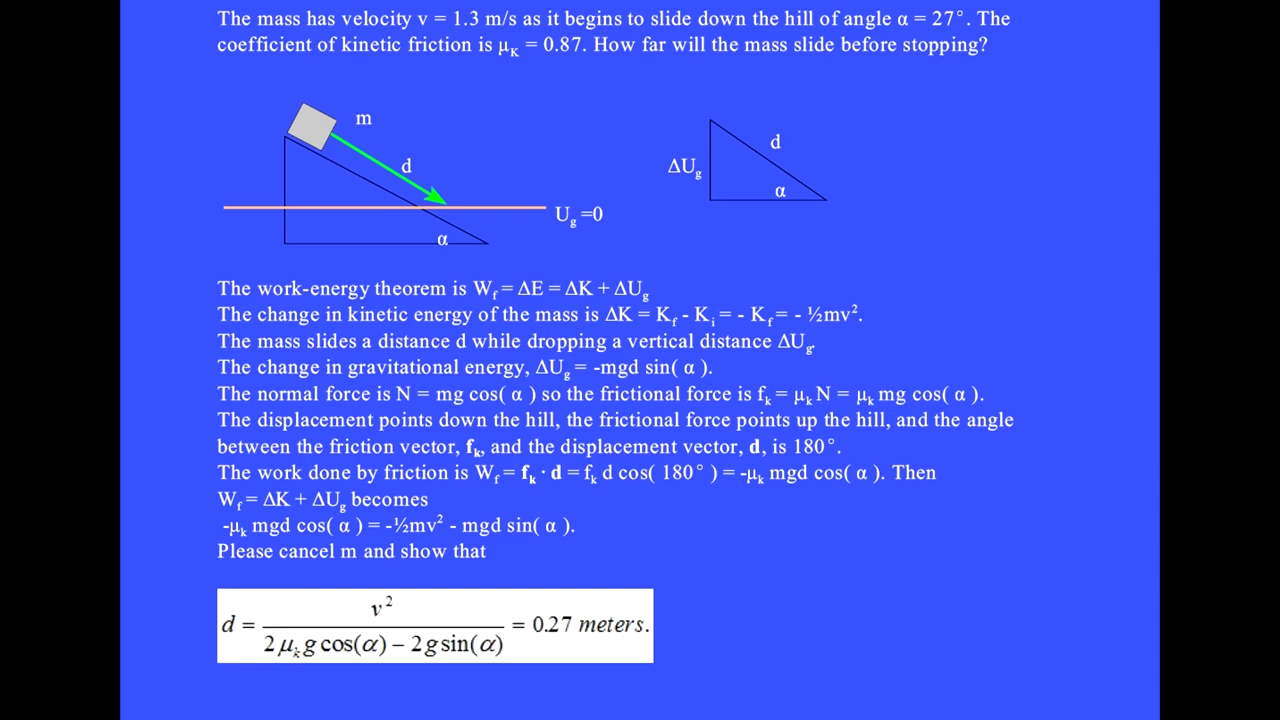 The mass has velocity v = 1.3 m/s as it begins to slide down the hill of angle α = 27°. The
coefficient of kinetic friction is μK = 0.87. How far will the mass slide before stopping?
m
d
Ug =0
α
d
ΔUg
α
The work-energy theorem is Wf = ΔE = ΔK + ΔUg
The change in kinetic energy of the mass is ΔK = Kf - Ki = - Kf = - ½mv².
The mass slides a distance d while dropping a vertical distance ΔUg.
The change in gravitational energy, ΔUg = -mgd sin( α ).
The normal force is N = mg cos( α ) so the frictional force is fk = μk N = μk mg cos( α ).
The displacement points down the hill, the frictional force points up the hill, and the angle
between the friction vector, fk, and the displacement vector, d, is 180°.
The work done by friction is Wf = fk · d = fk d cos( 180° ) = -μk mgd cos( α ). Then
Wf = ΔK + ΔUg becomes
-μk mgd cos( α ) = -½mv² - mgd sin( α ).
Please cancel m and show that
d = v² / 2 μk g cos(α) – 2 g sin(α) = 0.27 meters.